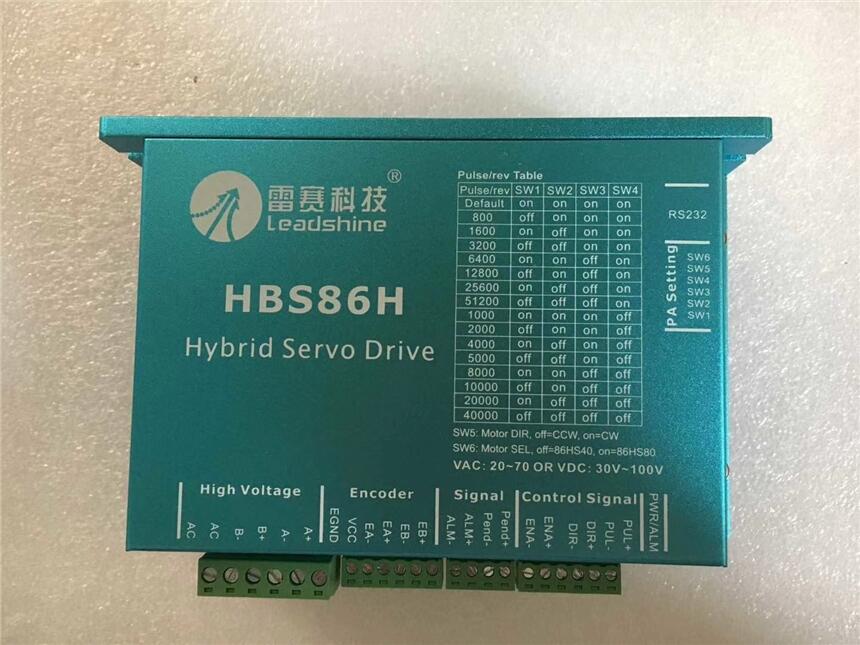 雷赛科技®
Leadshine
HBS86H
Hybrid Servo Drive
Pulse/rev Table
Pulse/rev SW1 SW2 SW3 SW4
Default on on on on
800 off on on on
1600 on off on on
3200 off off on on
6400 on on off on
12800 off on off on
25600 on off off on
51200 off off off on
1000 on on on off
2000 off on on off
4000 on off on off
5000 off off on off
8000 on on off off
10000 off on off off
20000 on off off off
40000 off off off off
SW5: Motor DIR, off=CCW, on=CW
SW6: Motor SEL, off=86HS40, on=86HS80
VAC: 20~70 OR VDC: 30V~100V
RS232
PA Setting
SW6
SW5
SW4
SW3
SW2
SW1
High Voltage
AC
AC
B-
B+
A-
A+
Encoder
EGND
VCC
EA-
EA+
EB-
EB+
Signal
ALM-
ALM+
Pend-
Pend+
Control Signal
ENA-
ENA+
DIR-
DIR+
PUL-
PUL+
PWR/ALM